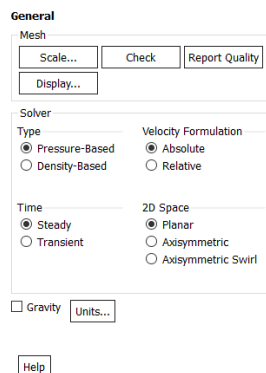 General
Mesh
Scale... Check Report Quality
Display...
Solver
Type Velocity Formulation
Pressure-Based Absolute
Density-Based Relative
Time 2D Space
Steady Planar
Transient Axisymmetric
Axisymmetric Swirl
Gravity Units...
Help